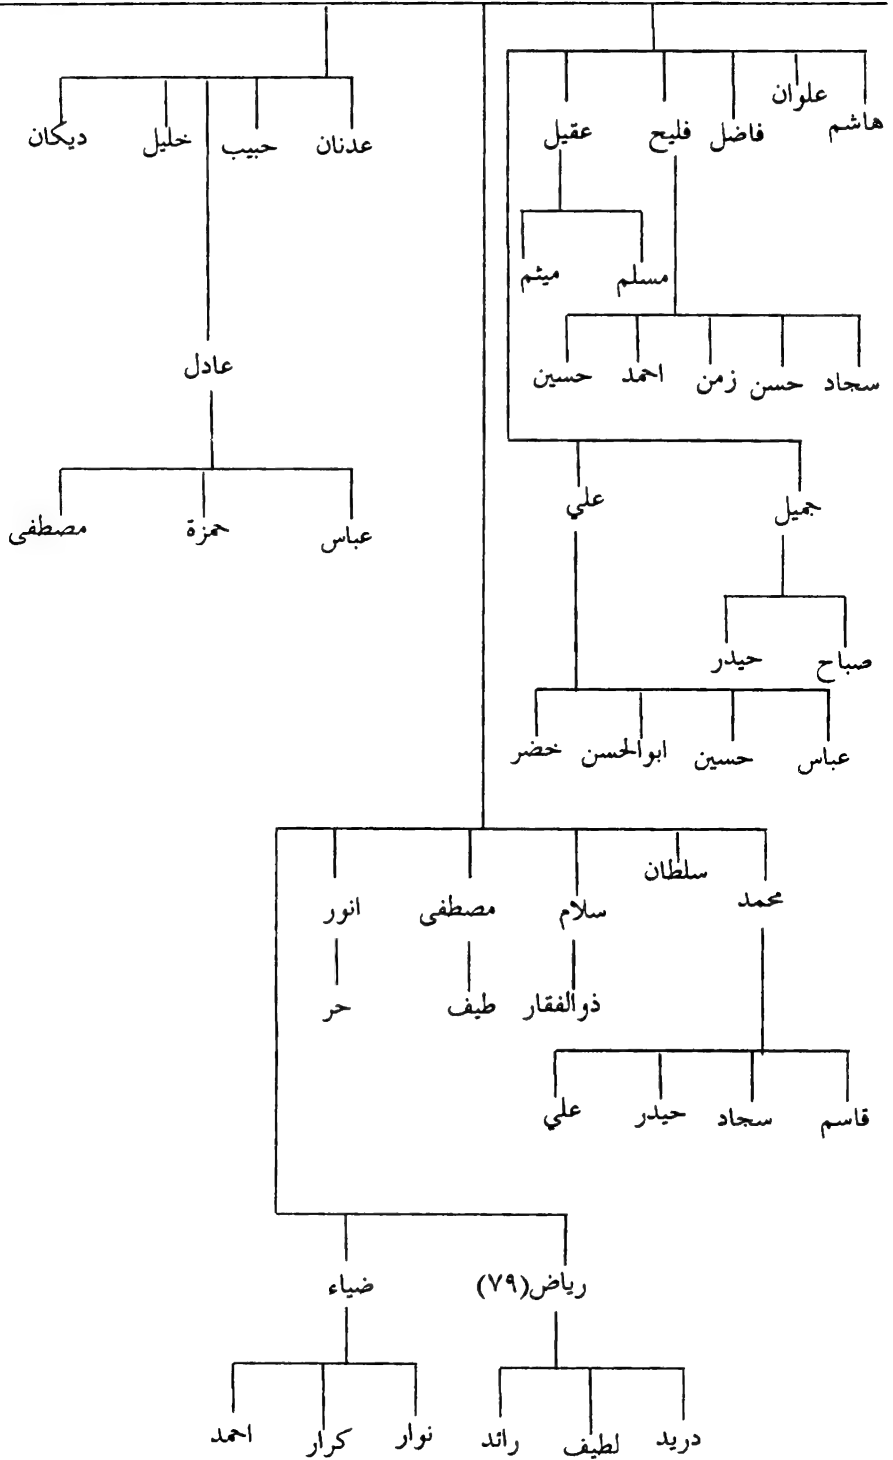 هاشم علوان فاضل فليح عقيل عدنان حبيب خليل ديكان
مسلم ميثم
سجاد حسن زمن احمد حسين عادل
جميل علي عباس حمزة مصطفى
صباح حيدر
عباس حسين ابوالحسن خضر
محمد سلطان سلام مصطفى انور
ذوالفقار طيف حر
قاسم سجاد حيدر علي
رياض(٧٩) ضياء
دريد لطيف رائد نوار كرار احمد